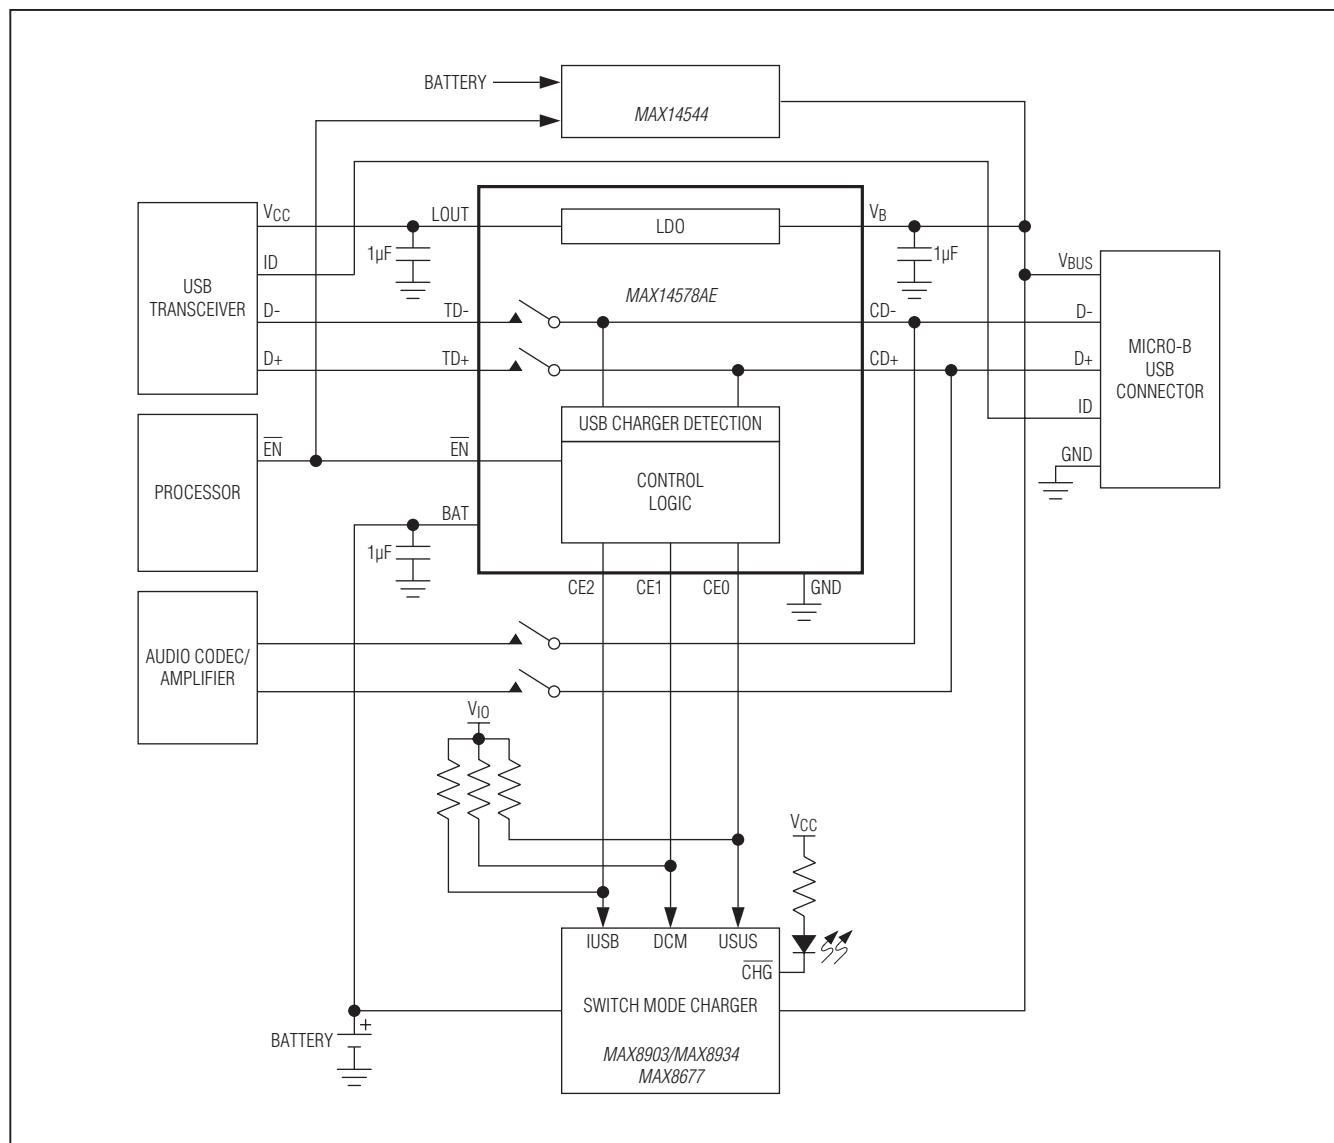 BATTERY
MAX14544
VCC
LOUT
LDO
VB
1µF
1µF
ID
USB
TRANSCEIVER
MAX14578AE
VBUS
D-
TD-
CD-
D-
D+
TD+
CD+
D+
MICRO-B
USB
CONNECTOR
ID
USB CHARGER DETECTION
EN
EN
GND
CONTROL
LOGIC
PROCESSOR
BAT
1µF
CE2
CE1
CE0
GND
AUDIO CODEC/
AMPLIFIER
VIO
VCC
IUSB
DCM
USUS
CHG
SWITCH MODE CHARGER
+
BATTERY
MAX8903/MAX8934
MAX8677